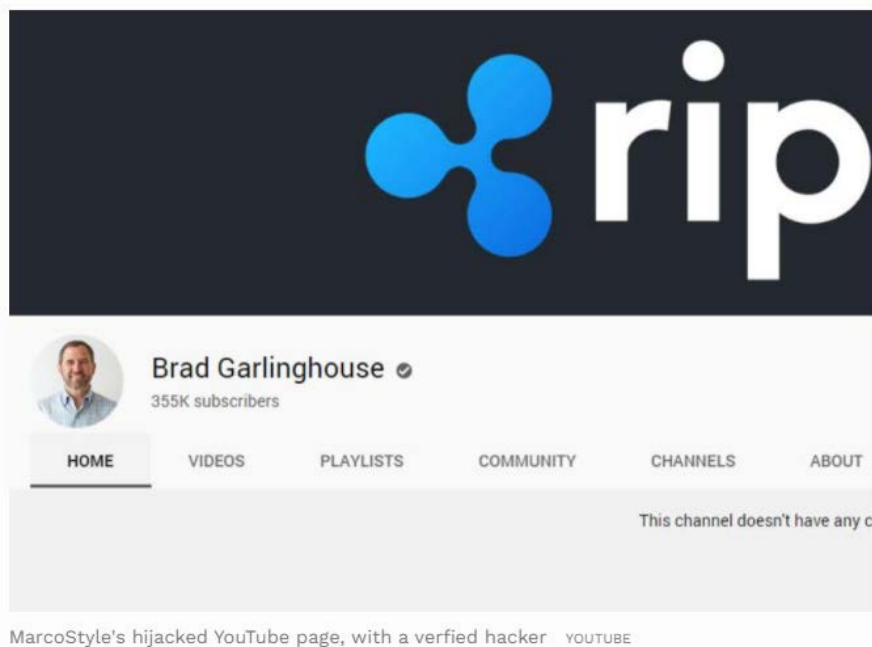 rip
Brad Garlinghouse
355K subscribers
HOME VIDEOS PLAYLISTS COMMUNITY CHANNELS ABOUT
This channel doesn't have any c
MarcoStyle's hijacked YouTube page, with a verfied hacker YOUTUBE